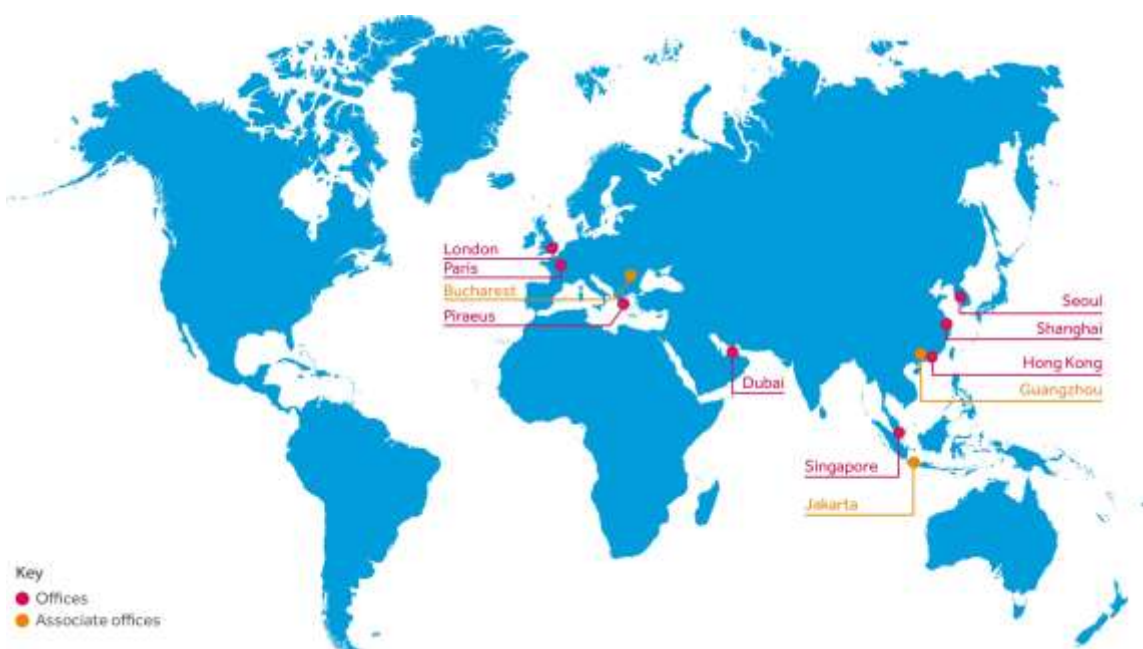 London
Paris
Bucharest
Piraeus
Dubai
Seoul
Shanghai
Hong Kong
Guangzhou
Singapore
Jakarta
Key
Offices
Associate offices